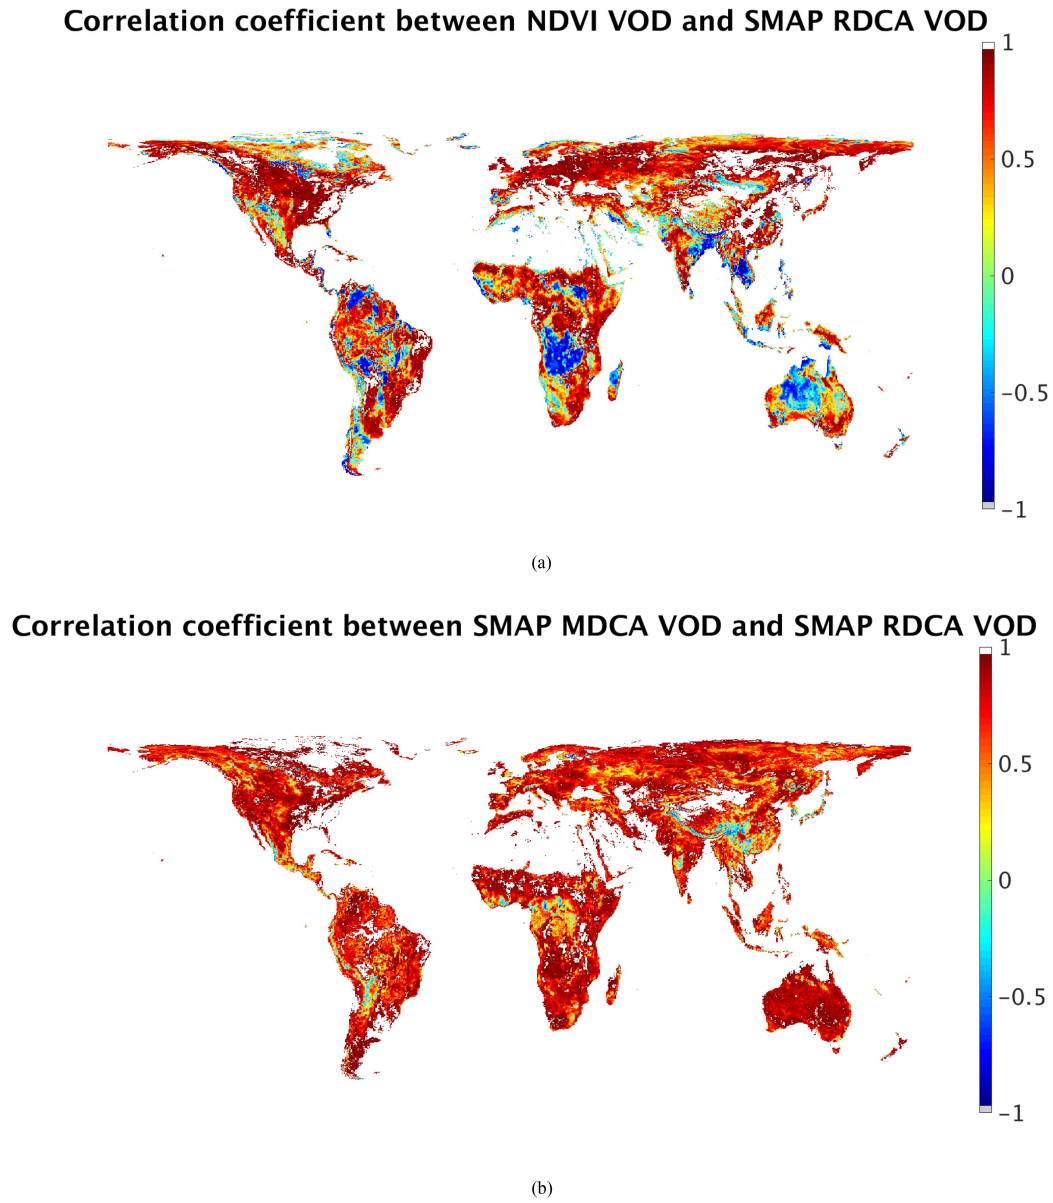 Correlation coefficient between NDVI VOD and SMAP RDCA VOD
1
0.5
0
−0.5
−1
(a)
Correlation coefficient between SMAP MDCA VOD and SMAP RDCA VOD
1
0.5
0
−0.5
−1
(b)